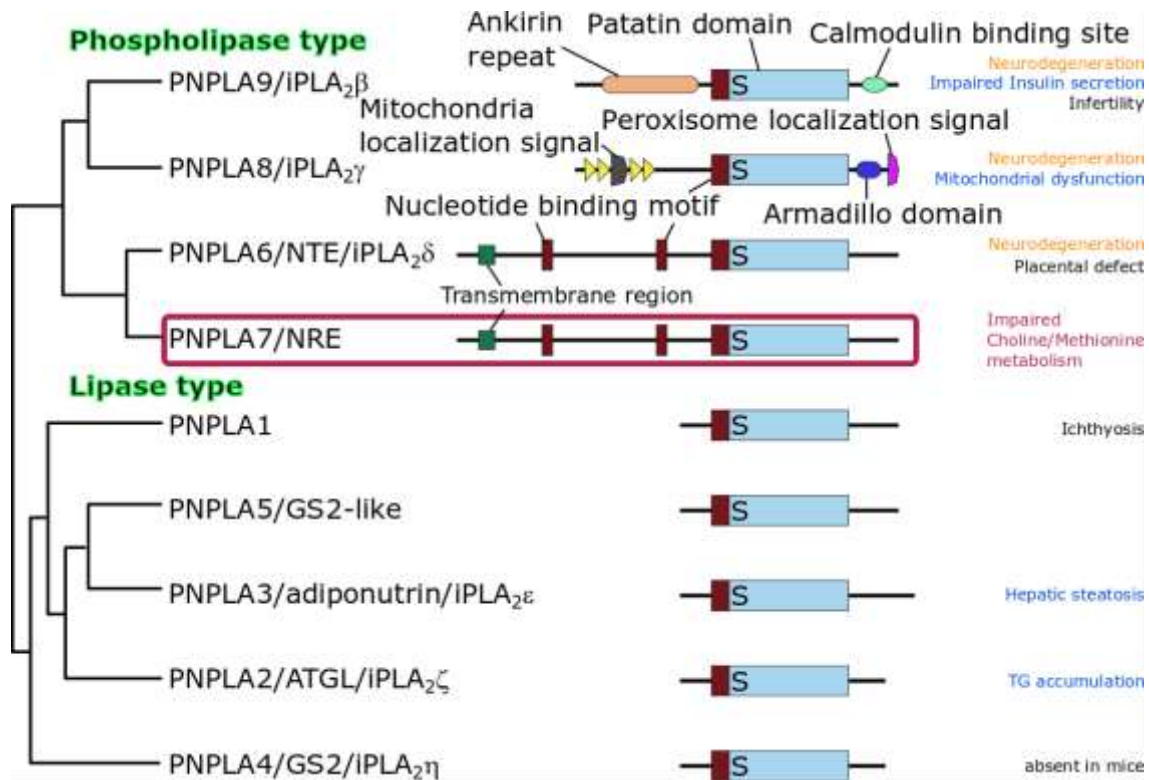 Phospholipase type
Ankirin
repeat
Patatin domain
Calmodulin binding site
PNPLA9/iPLA₂β
S
Neurodegeneration
Impaired Insulin secretion
Infertility
Mitochondria
localization signal
Peroxisome localization signal
PNPLA8/iPLA₂γ
S
Neurodegeneration
Mitochondrial dysfunction
Nucleotide binding motif
Armadillo domain
PNPLA6/NTE/iPLA₂δ
S
Neurodegeneration
Placental defect
Transmembrane region
PNPLA7/NRE
S
Impaired
Choline/Methionine
metabolism
Lipase type
PNPLA1
S
Ichthyosis
PNPLA5/GS2-like
S
PNPLA3/adiponutrin/iPLA₂ε
S
Hepatic steatosis
PNPLA2/ATGL/iPLA₂ζ
S
TG accumulation
PNPLA4/GS2/iPLA₂η
S
absent in mice